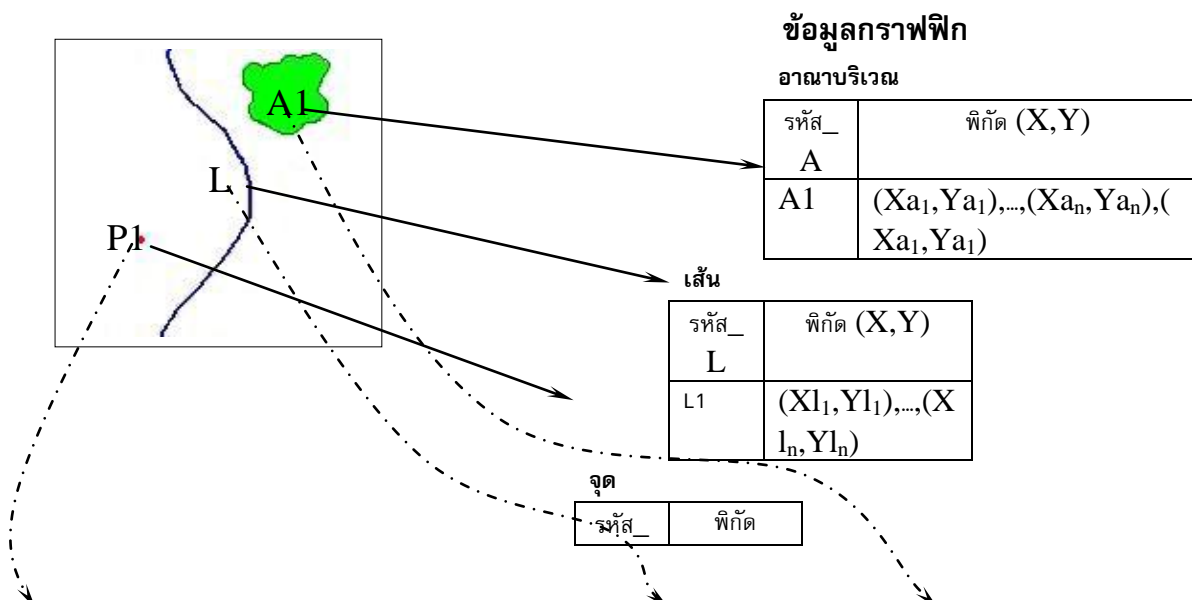 ข้อมูลกราฟฟิก
อาณาบริเวณ
รหัส_
A
พิกัด (X,Y)
A1
(Xa₁,Ya₁),...,(Xaₙ,Yaₙ),(
Xa₁,Ya₁)
A1
L
P1
เส้น
รหัส_
L
พิกัด (X,Y)
L1
(Xl₁,Yl₁),...,(X
lₙ,Ylₙ)
จุด
รหัส_
พิกัด